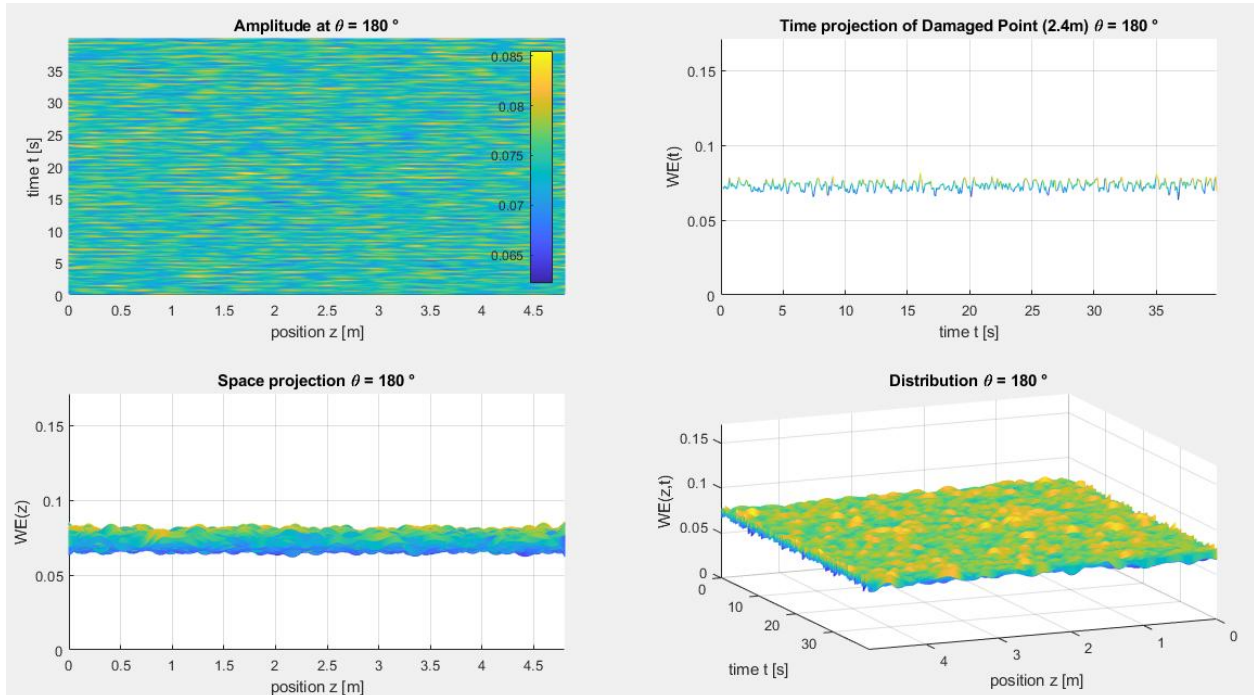 Amplitude at θ = 180 °
35
30
25
20
15
10
5
0
time t [s]
0.085
0.08
0.075
0.07
0.065
0 0.5 1 1.5 2 2.5 3 3.5 4 4.5
position z [m]
Time projection of Damaged Point (2.4m) θ = 180 °
0.15
0.1
0.05
0
WE(t)
0 5 10 15 20 25 30 35
time t [s]
Space projection θ = 180 °
0.15
0.1
0.05
0
WE(z)
0 0.5 1 1.5 2 2.5 3 3.5 4 4.5
position z [m]
Distribution θ = 180 °
0.15
0.1
0.05
0
WE(z,t)
0
10
20
30
time t [s]
4 3 2 1 0
position z [m]